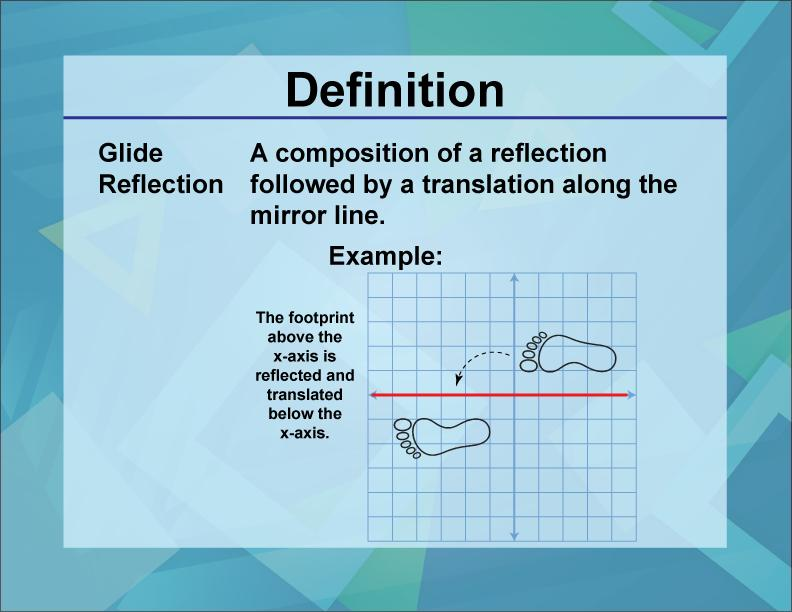 Definition
Glide
Reflection
A composition of a reflection
followed by a translation along the
mirror line.
Example:
The footprint
above the
x-axis is
reflected and
translated
below the
x-axis.